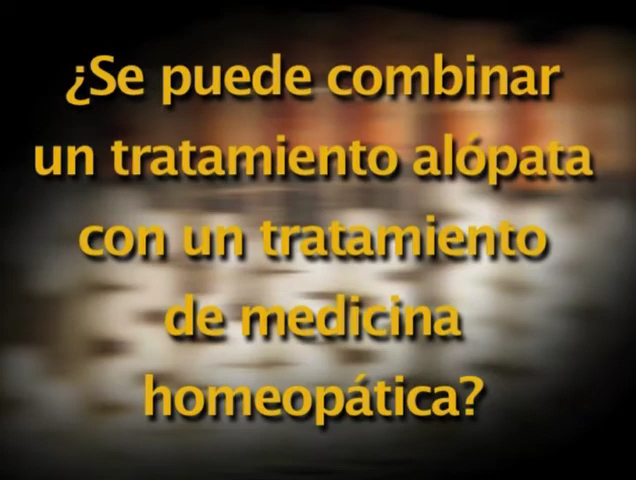 ¿Se puede combinar
un tratamiento alópata
con un tratamiento
de medicina
homeopática?